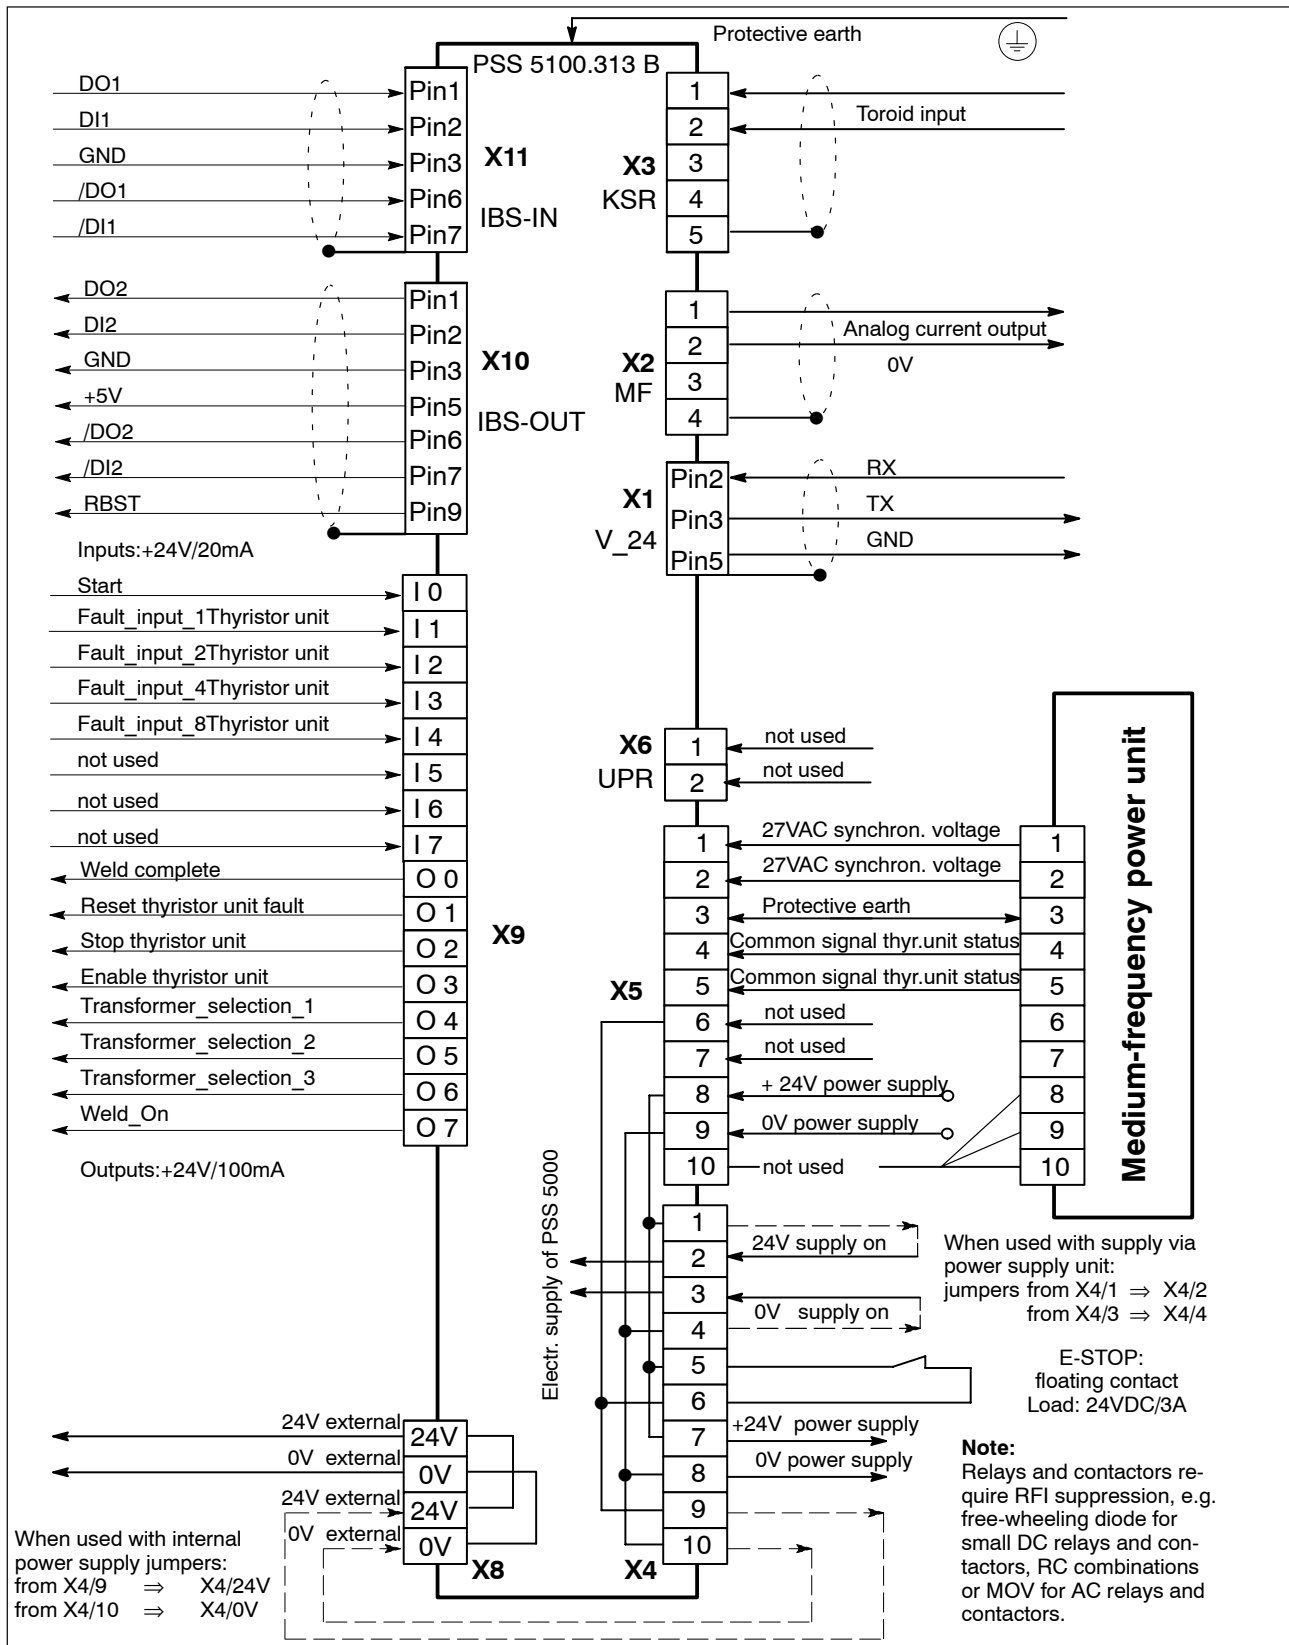 Protective earth
PSS 5100.313 B
DO1
DI1
GND
/DO1
/DI1
Pin1
Pin2
Pin3
Pin6
Pin7
X11
IBS-IN
1
2
3
4
5
X3
KSR
Toroid input
DO2
DI2
GND
+5V
/DO2
/DI2
RBST
Pin1
Pin2
Pin3
Pin5
Pin6
Pin7
Pin9
X10
IBS-OUT
1
2
3
4
X2
MF
Analog current output
0V
X1
V_24
Pin2
Pin3
Pin5
RX
TX
GND
Inputs:+24V/20mA
Start
Fault_input_1Thyristor unit
Fault_input_2Thyristor unit
Fault_input_4Thyristor unit
Fault_input_8Thyristor unit
not used
not used
not used
Weld complete
Reset thyristor unit fault
Stop thyristor unit
Enable thyristor unit
Transformer_selection_1
Transformer_selection_2
Transformer_selection_3
Weld_On
I 0
I 1
I 2
I 3
I 4
I 5
I 6
I 7
O 0
O 1
O 2
O 3
O 4
O 5
O 6
O 7
X9
Outputs:+24V/100mA
X6
UPR
1
2
not used
not used
X5
1
2
3
4
5
6
7
8
9
10
27VAC synchron. voltage
27VAC synchron. voltage
Protective earth
Common signal thyr.unit status
Common signal thyr.unit status
not used
not used
+ 24V power supply
0V power supply
not used
1
2
3
4
5
6
7
8
9
10
Medium-frequency power unit
Electr. supply of PSS 5000
1
2
3
4
5
6
7
8
9
10
X4
24V supply on
0V supply on
+24V power supply
0V power supply
When used with supply via
power supply unit:
jumpers from X4/1 ⇒ X4/2
from X4/3 ⇒ X4/4
E-STOP:
floating contact
Load: 24VDC/3A
Note:
Relays and contactors re-
quire RFI suppression, e.g.
free-wheeling diode for
small DC relays and con-
tactors, RC combinations
or MOV for AC relays and
contactors.
24V external
0V external
24V external
0V external
24V
0V
24V
0V
X8
When used with internal
power supply jumpers:
from X4/9 ⇒ X4/24V
from X4/10 ⇒ X4/0V